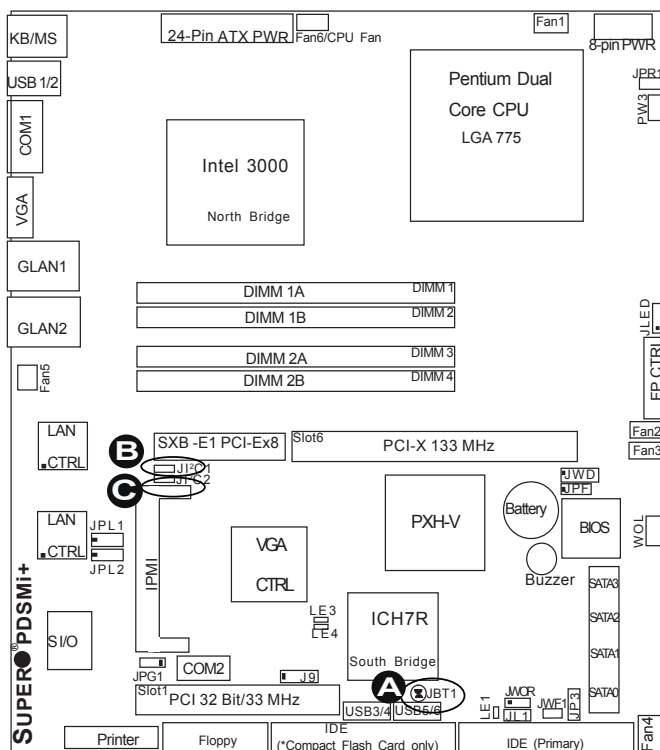 KB/MS
24-Pin ATX PWR
Fan6/CPU Fan
Fan1
8-pin PWR
USB 1/2
JPR1
PW3
COM1
Pentium Dual
Core CPU
LGA 775
Intel 3000
North Bridge
VGA
GLAN1
GLAN2
DIMM 1A
DIMM 1
DIMM 1B
DIMM 2
DIMM 2A
DIMM 3
DIMM 2B
DIMM 4
JLED
FP CTRL
Fan5
Fan2
Fan3
LAN
CTRL
B
SXB -E1 PCI-Ex8
Slot6
PCI-X 133 MHz
JI²C1
JI²C2
C
JWD
JPF
Battery
BIOS
WOL
PXH-V
LAN
CTRL
JPL1
JPL2
IPMI
VGA
CTRL
Buzzer
SATA3
SATA2
SATA1
SATA0
LE3
LE4
ICH7R
South Bridge
SUPER®PDSMi+
SI/O
JPG1
COM2
J9
A
JBT1
Slot1
PCI 32 Bit/33 MHz
USB3/4
USB5/6
LE1
JWOR
JL1
JWF1
JP3
Printer
Floppy
IDE
(*Compact Flash Card only)
IDE (Primary)
Fan4